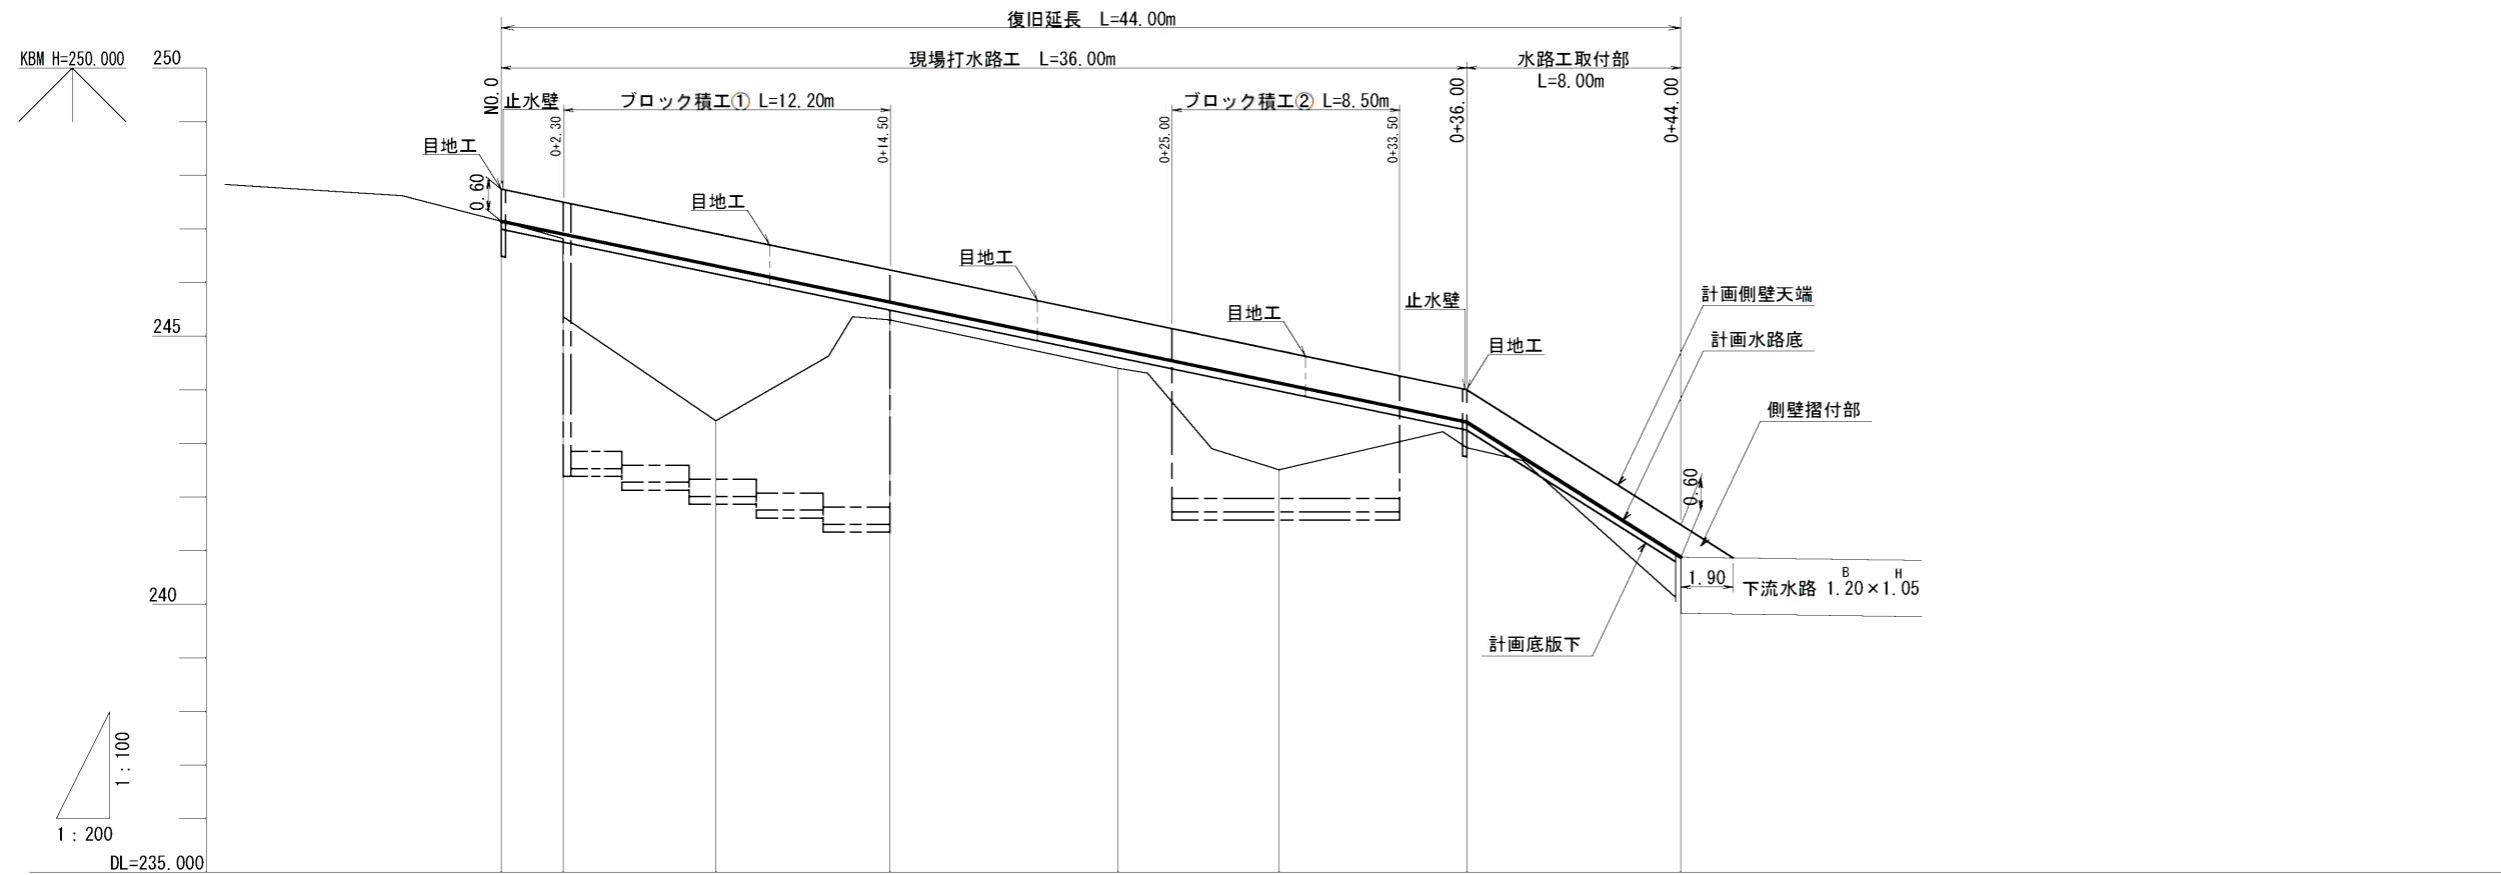 復旧延長 L=44.00m
KBM H=250.000
250
現場打水路工 L=36.00m
水路工取付部
L=8.00m
NO.0
止水壁
ブロック積工① L=12.20m
ブロック積工② L=8.50m
0+2.30
0+14.50
0+25.00
0+33.50
0+36.00
0+44.00
目地工
0.60
目地工
目地工
目地工
止水壁
目地工
計画側壁天端
計画水路底
側壁摺付部
245
0.60
240
1.90
B H
下流水路 1.20×1.05
計画底版下
1:100
1:200
DL=235.000